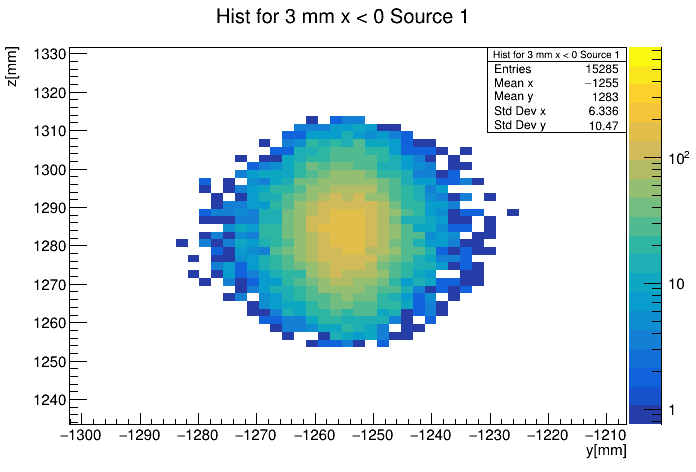 Hist for 3 mm x < 0 Source 1
z[mm]
1330
1320
1310
1300
1290
1280
1270
1260
1250
1240
Hist for 3 mm x < 0 Source 1
Entries 15285
Mean x −1255
Mean y 1283
Std Dev x 6.336
Std Dev y 10.47
10²
10
1
−1300 −1290 −1280 −1270 −1260 −1250 −1240 −1230 −1220 −1210
y[mm]